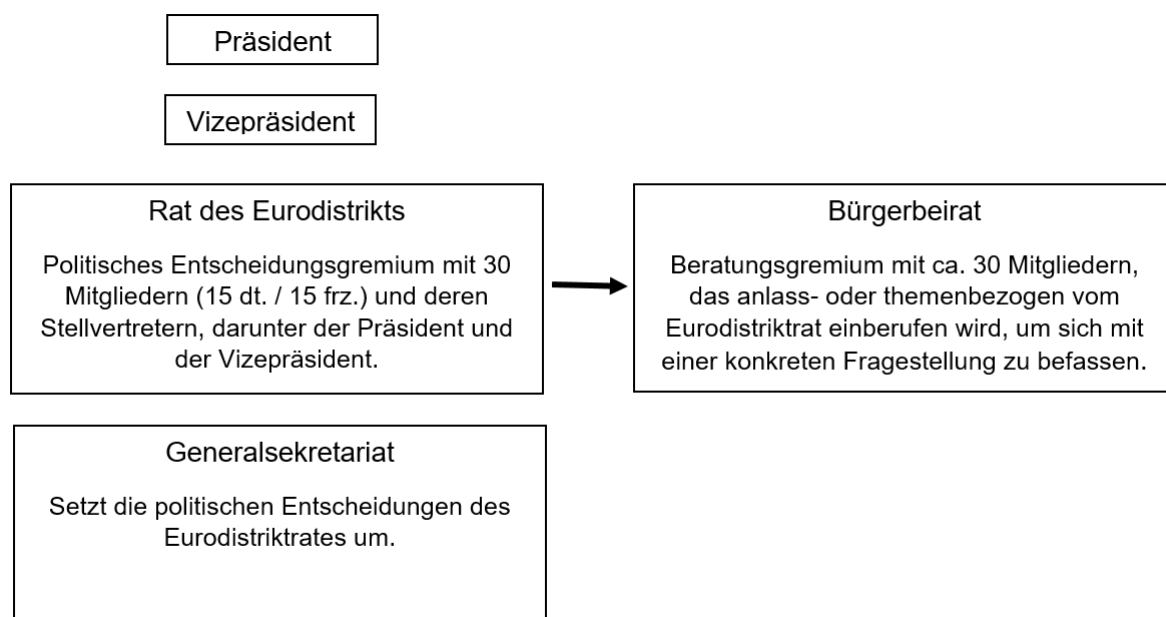 Präsident
Vizepräsident
Rat des Eurodistrikts
Politisches Entscheidungsgremium mit 30
Mitgliedern (15 dt. / 15 frz.) und deren
Stellvertretern, darunter der Präsident und
der Vizepräsident.
Bürgerbeirat
Beratungsgremium mit ca. 30 Mitgliedern,
das anlass- oder themenbezogen vom
Eurodistriktrat einberufen wird, um sich mit
einer konkreten Fragestellung zu befassen.
Generalsekretariat
Setzt die politischen Entscheidungen des
Eurodistriktrates um.